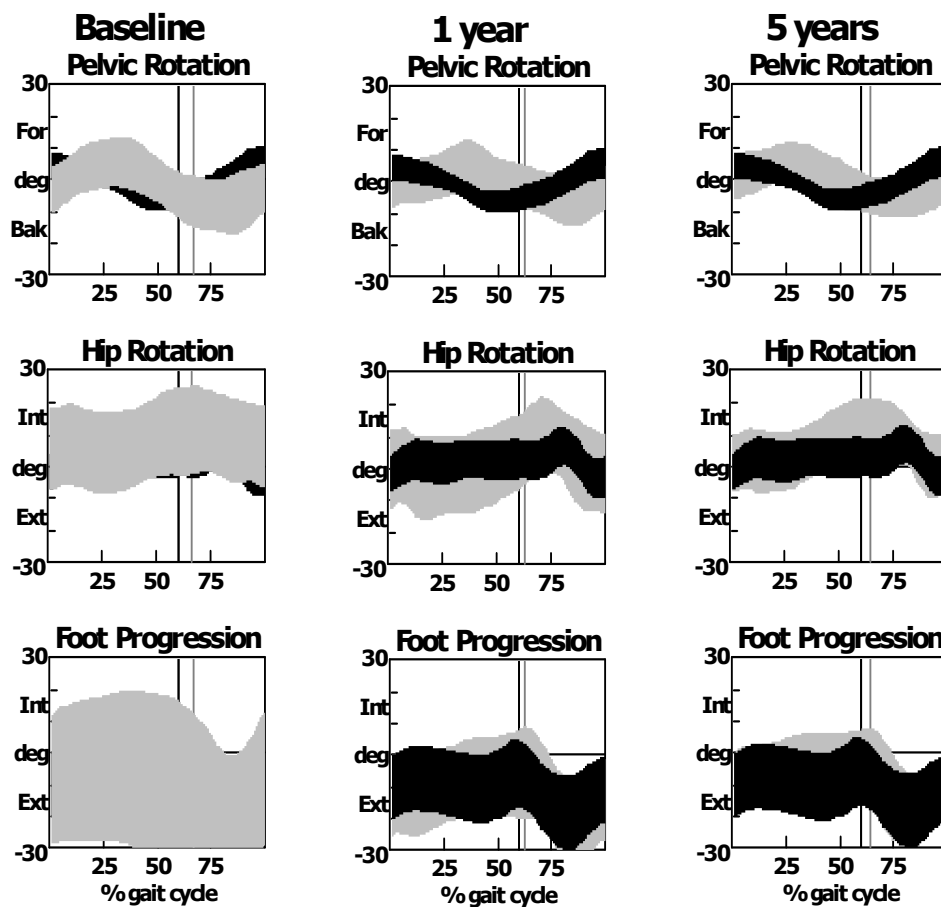 Baseline 1 year 5 years
Pelvic Rotation Pelvic Rotation Pelvic Rotation
30 30 30
For For For
deg deg deg
Bak Bak Bak
-30 -30 -30
25 50 75 25 50 75 25 50 75
Hip Rotation Hip Rotation Hip Rotation
30 30 30
Int Int Int
deg deg deg
Ext Ext Ext
-30 -30 -30
25 50 75 25 50 75 25 50 75
Foot Progression Foot Progression Foot Progression
30 30 30
Int Int Int
deg deg deg
Ext Ext Ext
-30 -30 -30
25 50 75 25 50 75 25 50 75
% gait cycle % gait cycle % gait cycle